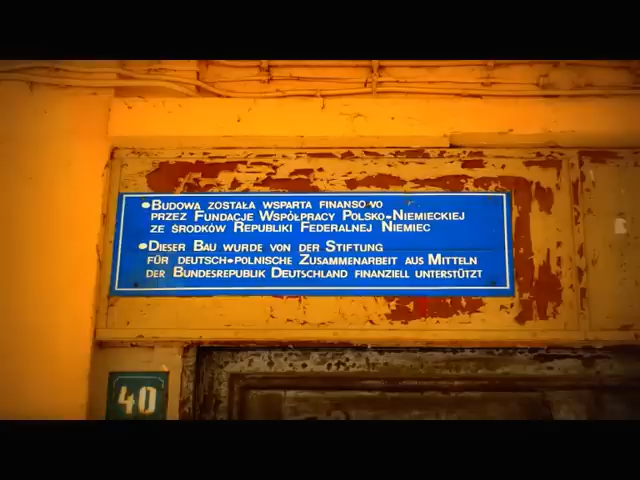 • BUDOWA ZOSTAŁA WSPARTA FINANSOWO
PRZEZ FUNDACJĘ WSPÓŁPRACY POLSKO-NIEMIECKIEJ
ZE ŚRODKÓW REPUBLIKI FEDERALNEJ NIEMIEC
• DIESER BAU WURDE VON DER STIFTUNG
FÜR DEUTSCH-POLNISCHE ZUSAMMENARBEIT AUS MITTELN
DER BUNDESREPUBLIK DEUTSCHLAND FINANZIELL UNTERSTÜTZT
40